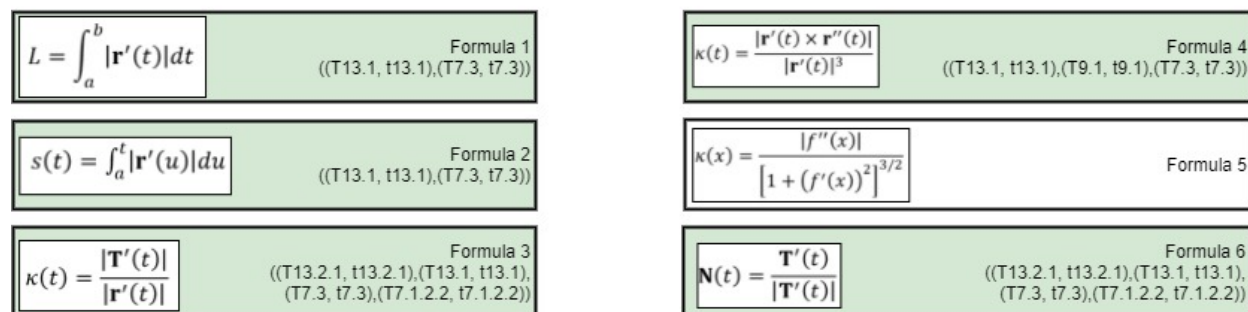 L = ∫_a^b |r′(t)|dt
Formula 1
((T13.1, t13.1),(T7.3, t7.3))
s(t) = ∫_a^t |r′(u)|du
Formula 2
((T13.1, t13.1),(T7.3, t7.3))
κ(t) = |T′(t)| / |r′(t)|
Formula 3
((T13.2.1, t13.2.1),(T13.1, t13.1),
(T7.3, t7.3),(T7.1.2.2, t7.1.2.2))
κ(t) = |r′(t) × r″(t)| / |r′(t)|³
Formula 4
((T13.1, t13.1),(T9.1, t9.1),(T7.3, t7.3))
κ(x) = |f″(x)| / [1 + (f′(x))²]^{3/2}
Formula 5
N(t) = T′(t) / |T′(t)|
Formula 6
((T13.2.1, t13.2.1),(T13.1, t13.1),
(T7.3, t7.3),(T7.1.2.2, t7.1.2.2))